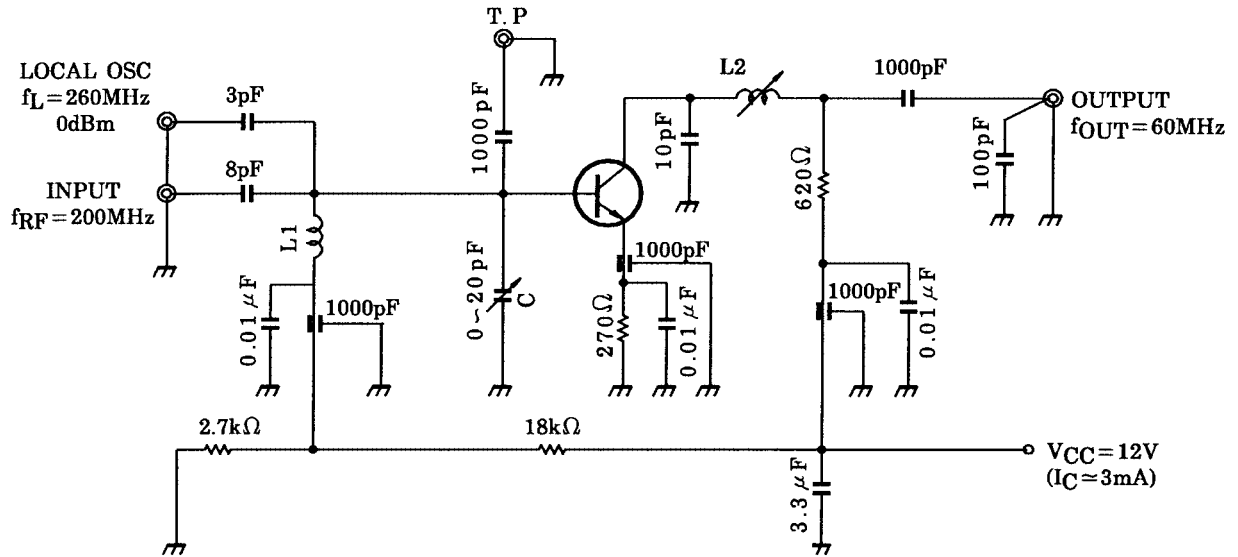 T.P
LOCAL OSC
fL=260MHz
0dBm
3pF
8pF
INPUT
fRF=200MHz
1000pF
L2
1000pF
OUTPUT
fOUT=60MHz
10pF
620Ω
100pF
L1
0.01μF
1000pF
0~20pF
C
1000pF
270Ω
0.01μF
1000pF
0.01μF
2.7kΩ
18kΩ
VCC=12V
(IC≃3mA)
3.3μF